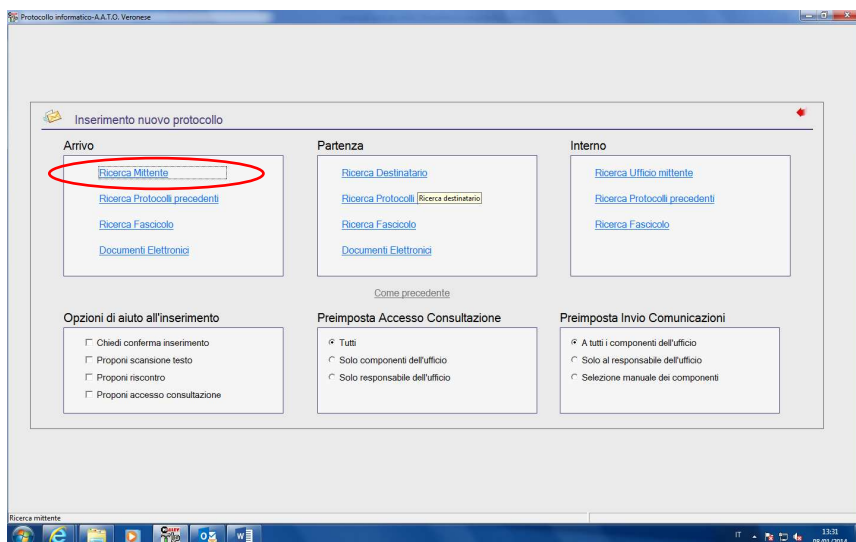 Protocollo informatico-A.A.T.O. Veronese
Inserimento nuovo protocollo
Arrivo
Ricerca Mittente
Ricerca Protocolli precedenti
Ricerca Fascicolo
Documenti Elettronici
Partenza
Ricerca Destinatario
Ricerca Protocolli
Ricerca destinatario
Ricerca Fascicolo
Documenti Elettronici
Interno
Ricerca Ufficio mittente
Ricerca Protocolli precedenti
Ricerca Fascicolo
Come precedente
Opzioni di aiuto all'inserimento
Chiedi conferma inserimento
Proponi scansione testo
Proponi riscontro
Proponi accesso consultazione
Preimposta Accesso Consultazione
Tutti
Solo componenti dell'ufficio
Solo responsabile dell'ufficio
Preimposta Invio Comunicazioni
A tutti i componenti dell'ufficio
Solo al responsabile dell'ufficio
Selezione manuale dei componenti
Ricerca mittente
IT
13:31
08/01/2014